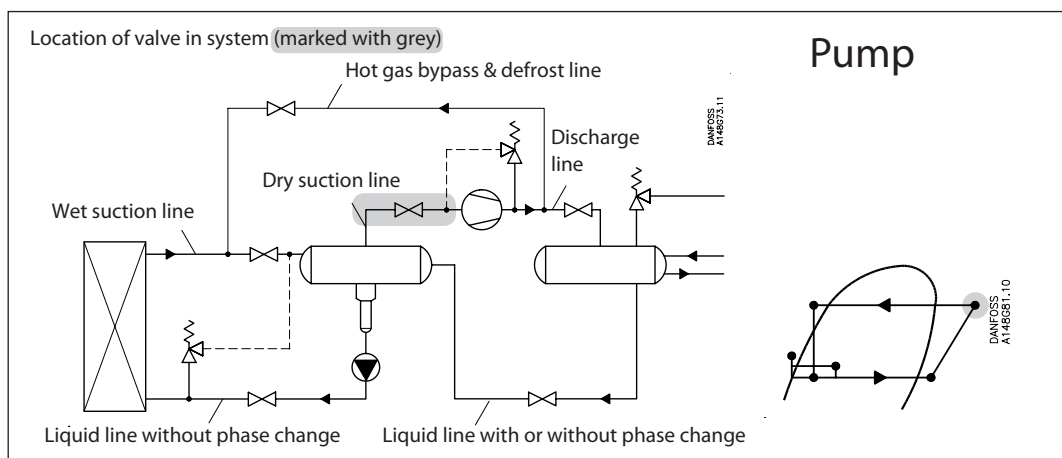 Location of valve in system (marked with grey)
Pump
Hot gas bypass & defrost line
DANFOSS
A148G73.11
Discharge
line
Dry suction line
Wet suction line
DANFOSS
A148G81.10
Liquid line without phase change
Liquid line with or without phase change